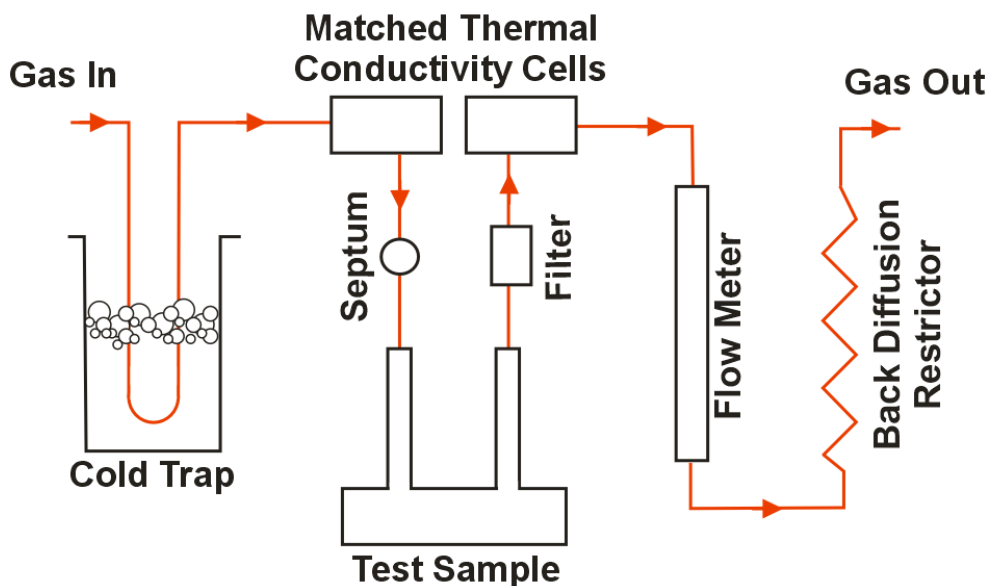 Matched Thermal
Conductivity Cells
Gas In
Gas Out
Septum
Filter
Flow Meter
Back Diffusion
Restrictor
Cold Trap
Test Sample